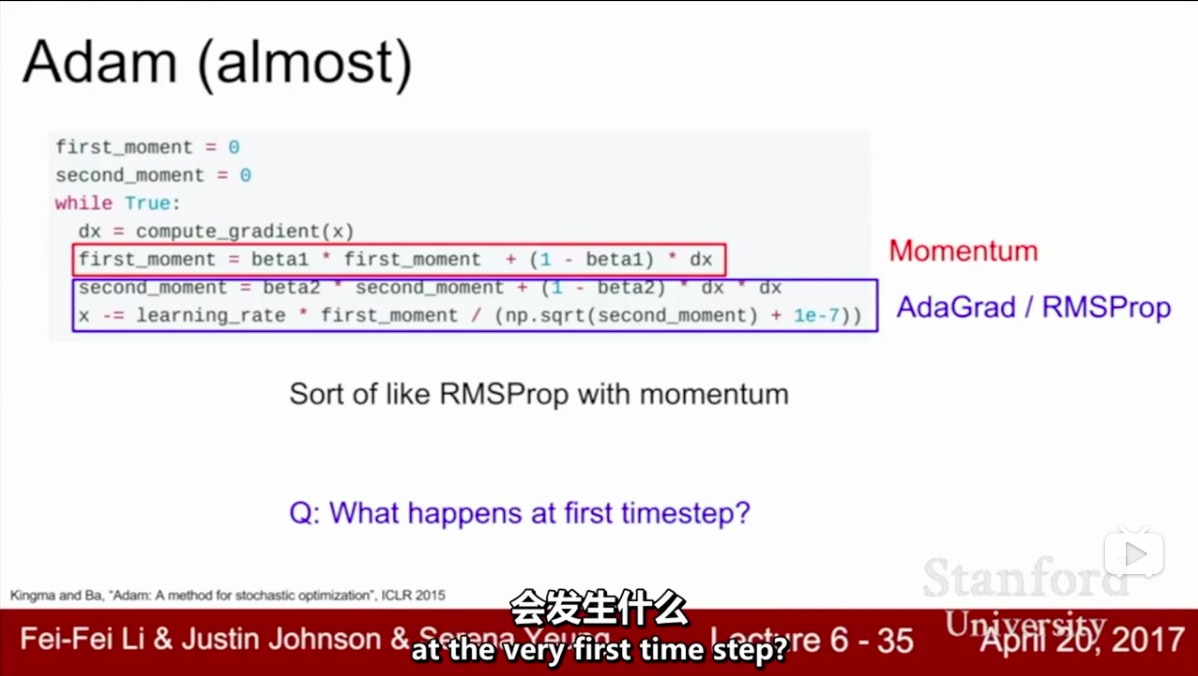 Adam (almost)
first_moment = 0
second_moment = 0
while True:
dx = compute_gradient(x)
first_moment = beta1 * first_moment + (1 - beta1) * dx
Momentum
second_moment = beta2 * second_moment + (1 - beta2) * dx * dx
x -= learning_rate * first_moment / (np.sqrt(second_moment) + 1e-7))
AdaGrad / RMSProp
Sort of like RMSProp with momentum
Q: What happens at first timestep?
Kingma and Ba, "Adam: A method for stochastic optimization", ICLR 2015
Stanford
University
会发生什么
Fei-Fei Li & Justin Johnson & Serena Yeung
Lecture 6 - 35
April 20, 2017
at the very first time step?